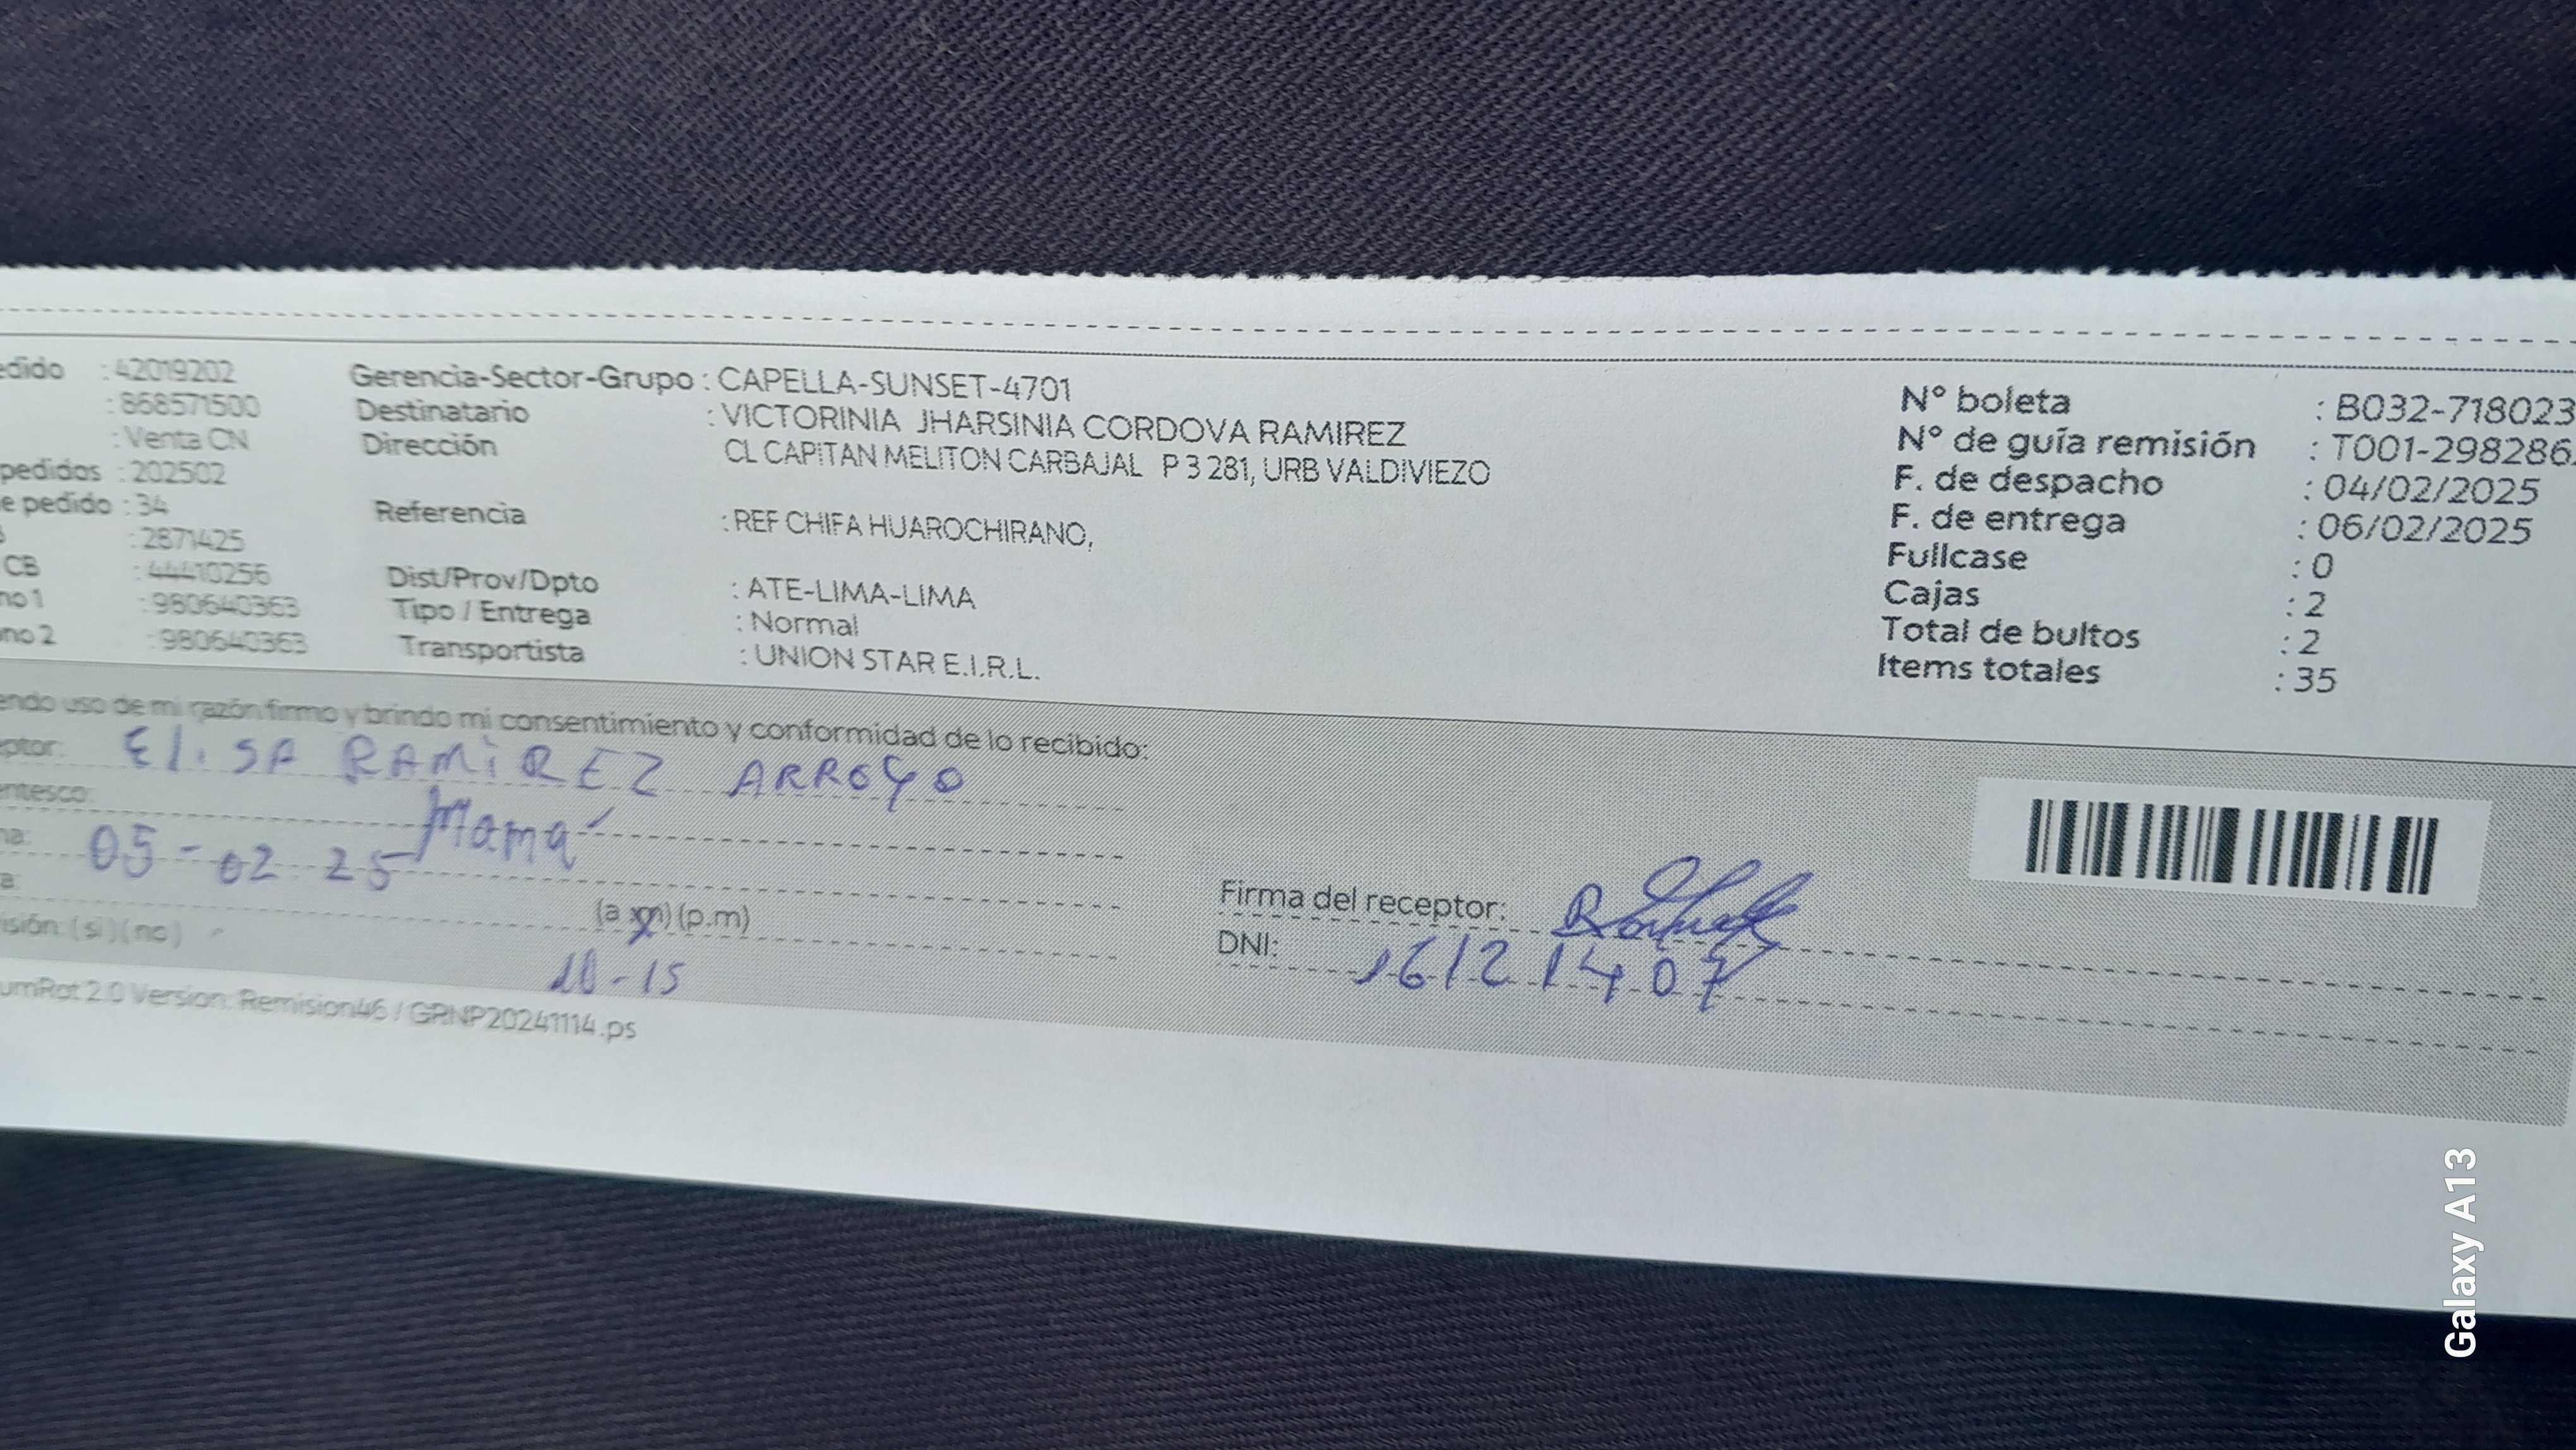 edido : 42019202
: 868571500
: Venta CN
pedidos : 202502
e pedido : 34
: 2871425
CB : 44410256
no 1 : 980640363
no 2 : 980640363
Gerencia-Sector-Grupo : CAPELLA-SUNSET-4701
Destinatario : VICTORINIA JHARSINIA CORDOVA RAMIREZ
Dirección CL CAPITAN MELITON CARBAJAL P 3 281, URB VALDIVIEZO
Referencia : REF CHIFA HUAROCHIRANO,
Dist/Prov/Dpto : ATE-LIMA-LIMA
Tipo / Entrega : Normal
Transportista : UNION STAR E.I.R.L.
N° boleta : B032-718023
N° de guía remisión : T001-298286
F. de despacho : 04/02/2025
F. de entrega : 06/02/2025
Fullcase : 0
Cajas : 2
Total de bultos : 2
Items totales : 35
endo uso de mi razón firmo y brindo mi consentimiento y conformidad de lo recibido:
eptor: ELISA RAMIREZ ARROYO
entesco: Mamá
na: 05-02 25
a: (a.m) (p.m)
isión: (si) (no)
10-15
Firma del receptor:
DNI: 16121407
umRot 2.0 Version: Remision46 / GRNP20241114.ps
Galaxy A13